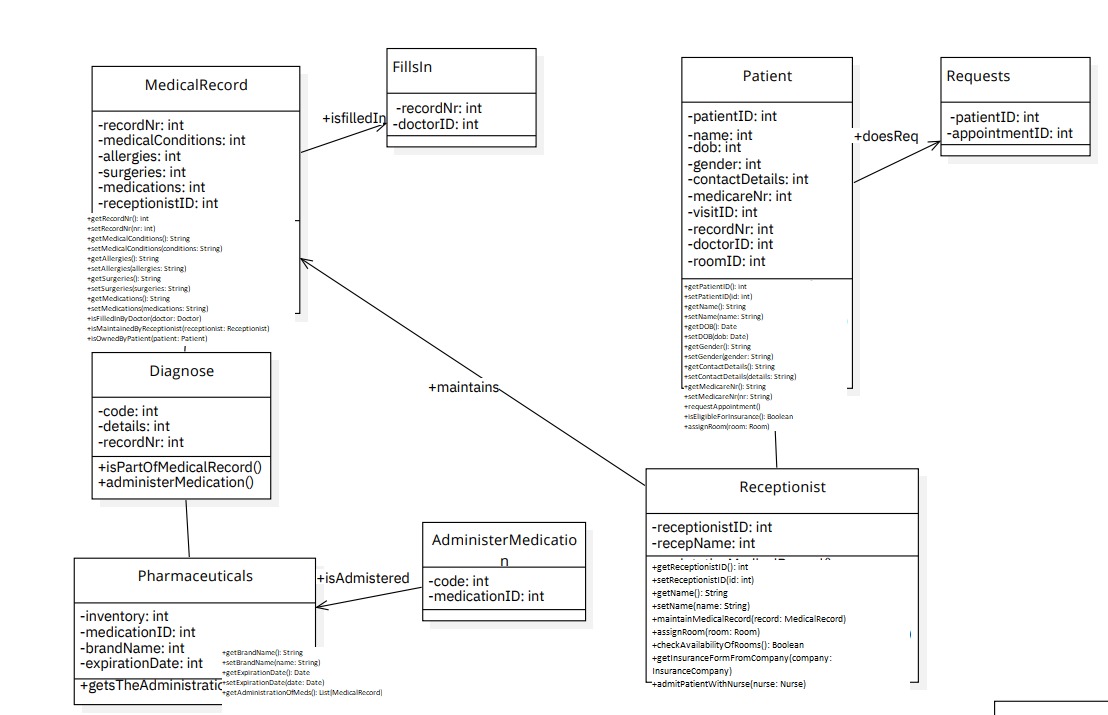 MedicalRecord
-recordNr: int
-medicalConditions: int
-allergies: int
-surgeries: int
-medications: int
-receptionistID: int
+getRecordNr(): int
+setRecordNr(nr: int)
+getMedicalConditions(): String
+setMedicalConditions(conditions: String)
+getAllergies(): String
+setAllergies(allergies: String)
+getSurgeries(): String
+setSurgeries(surgeries: String)
+getMedications(): String
+setMedications(medications: String)
+isFilledInByDoctor(doctor: Doctor)
+isMaintainedByReceptionist(receptionist: Receptionist)
+isOwnedByPatient(patient: Patient)
+isfilledIn
FillsIn
-recordNr: int
-doctorID: int
Patient
-patientID: int
-name: int
-dob: int
-gender: int
-contactDetails: int
-medicareNr: int
-visitID: int
-recordNr: int
-doctorID: int
-roomID: int
+getPatientID(): int
+setPatientID(id: int)
+getName(): String
+setName(name: String)
+getDOB(): Date
+setDOB(dob: Date)
+getGender(): String
+setGender(gender: String)
+getContactDetails(): String
+setContactDetails(details: String)
+getMedicareNr(): String
+setMedicareNr(nr: String)
+requestAppointment()
+isEligibleForInsurance(): Boolean
+assignRoom(room: Room)
+doesReq
Requests
-patientID: int
-appointmentID: int
+maintains
Diagnose
-code: int
-details: int
-recordNr: int
+isPartOfMedicalRecord()
+administerMedication()
Receptionist
-receptionistID: int
-recepName: int
+getReceptionistID(): int
+setReceptionistID(id: int)
+getName(): String
+setName(name: String)
+maintainMedicalRecord(record: MedicalRecord)
+assignRoom(room: Room)
+checkAvailabilityOfRooms(): Boolean
+getInsuranceFormFromCompany(company:
InsuranceCompany)
+admitPatientWithNurse(nurse: Nurse)
AdministerMedicatio
n
-code: int
-medicationID: int
+isAdmistered
Pharmaceuticals
-inventory: int
-medicationID: int
-brandName: int
-expirationDate: int
+getsTheAdministratio
+getBrandName(): String
+setBrandName(name: String)
+getExpirationDate(): Date
+setExpirationDate(date: Date)
+getAdministrationOfMeds(): List(MedicalRecord)